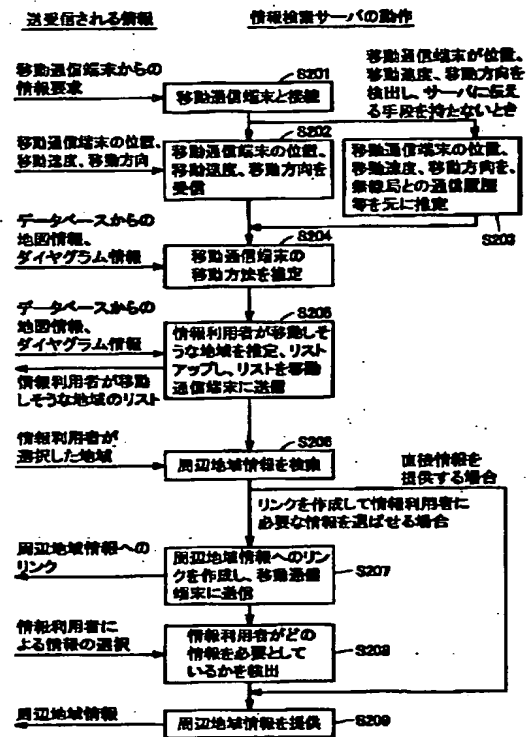 送受信される情報
情報検索サーバの動作
移動通信端末からの
情報要求
S201
移動通信端末と接続
移動通信端末が位置、
移動速度、移動方向を
検出し、サーバに伝え
る手段を持たないとき
移動通信端末の位置、
移動速度、移動方向
S202
移動通信端末の位置、
移動速度、移動方向を
受信
移動通信端末の位置、
移動速度、移動方向を、
無線局との通信履歴
等を元に推定
S203
データベースからの
地図情報、
ダイヤグラム情報
S204
移動通信端末の
移動方法を推定
データベースからの
地図情報、
ダイヤグラム情報
S205
情報利用者が移動しそ
うな地域を推定、リスト
アップし、リストを移動
通信端末に送信
情報利用者が移動
しそうな地域のリスト
情報利用者が
選択した地域
S206
周辺地域情報を検索
直接情報を
提供する場合
リンクを作成して情報利用者に
必要な情報を選ばせる場合
周辺地域情報への
リンク
周辺地域情報へのリン
クを作成し、移動通信
端末に送信
S207
情報利用者に
よる情報の選択
情報利用者がどの
情報を必要として
いるかを検出
S208
周辺地域情報
周辺地域情報を提供
S209